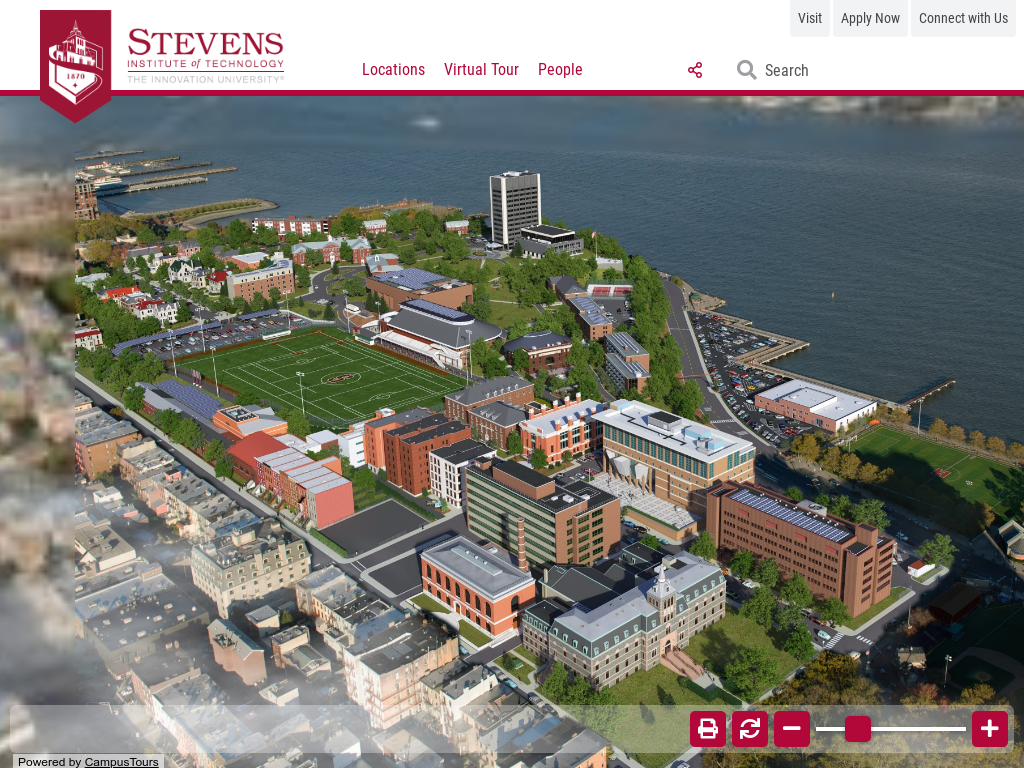 Visit
Apply Now
Connect with Us
STEVENS
INSTITUTE of TECHNOLOGY
THE INNOVATION UNIVERSITY®
1870
Locations
Virtual Tour
People
Search
Powered by CampusTours